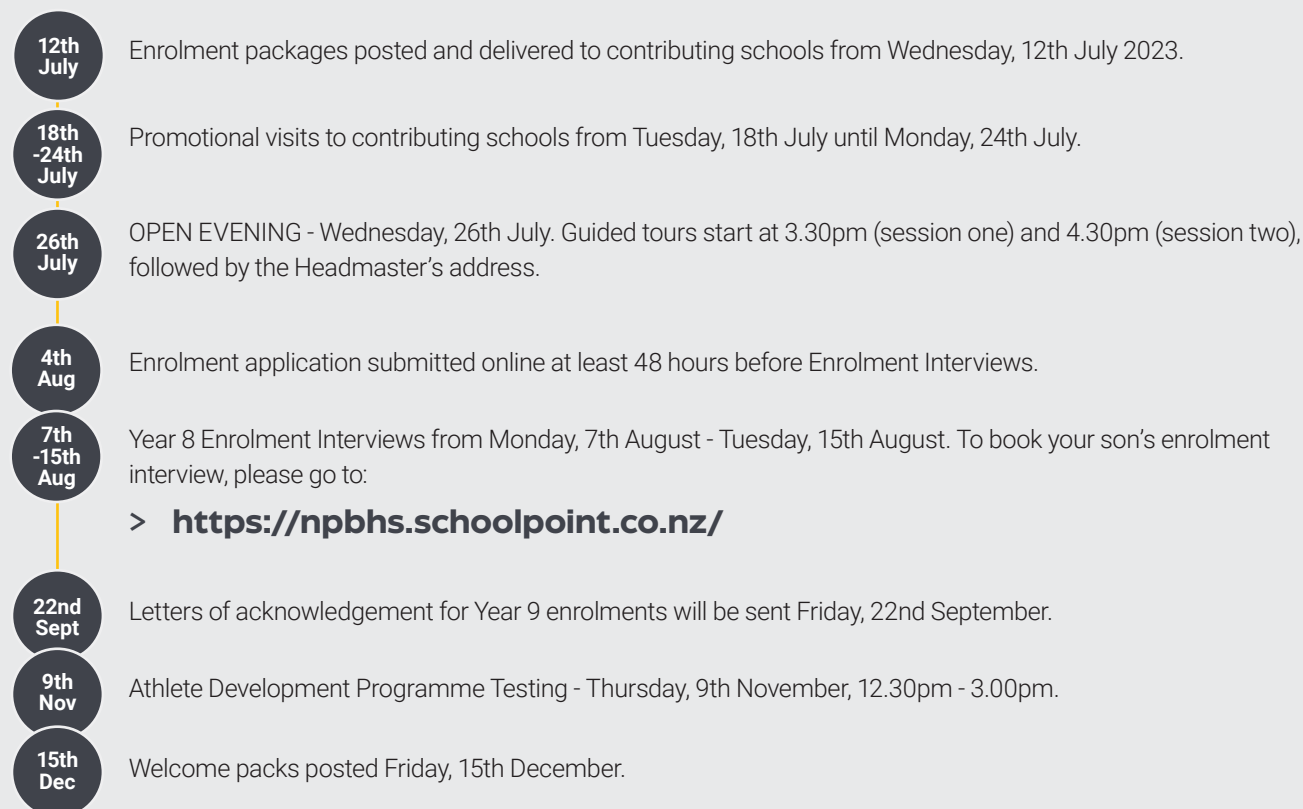 12th
July
Enrolment packages posted and delivered to contributing schools from Wednesday, 12th July 2023.
18th
-24th
July
Promotional visits to contributing schools from Tuesday, 18th July until Monday, 24th July.
26th
July
OPEN EVENING - Wednesday, 26th July. Guided tours start at 3.30pm (session one) and 4.30pm (session two),
followed by the Headmaster’s address.
4th
Aug
Enrolment application submitted online at least 48 hours before Enrolment Interviews.
7th
-15th
Aug
Year 8 Enrolment Interviews from Monday, 7th August - Tuesday, 15th August. To book your son’s enrolment
interview, please go to:
> https://npbhs.schoolpoint.co.nz/
22nd
Sept
Letters of acknowledgement for Year 9 enrolments will be sent Friday, 22nd September.
9th
Nov
Athlete Development Programme Testing - Thursday, 9th November, 12.30pm - 3.00pm.
15th
Dec
Welcome packs posted Friday, 15th December.